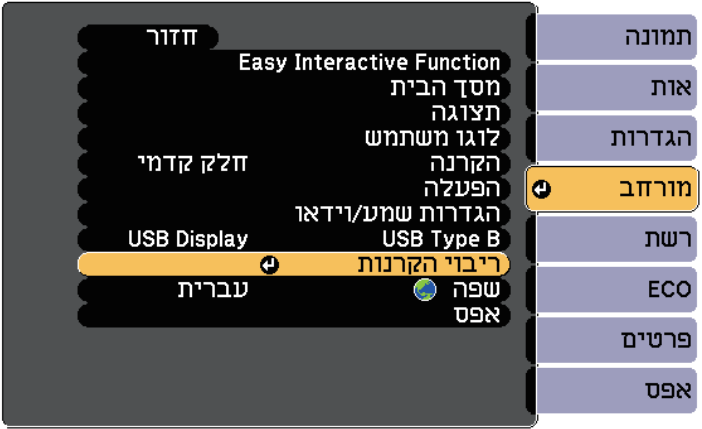 תמונה
אות
הגדרות
מורחב
רשת
ECO
פרטים
אפס
חזור
Easy Interactive Function
מסך הבית
תצוגה
לוגו משתמש
הקרנה חלק קדמי
הפעלה
הגדרות שמע/וידאו
USB Type B USB Display
ריבוי הקרנות
שפה עברית
אפס